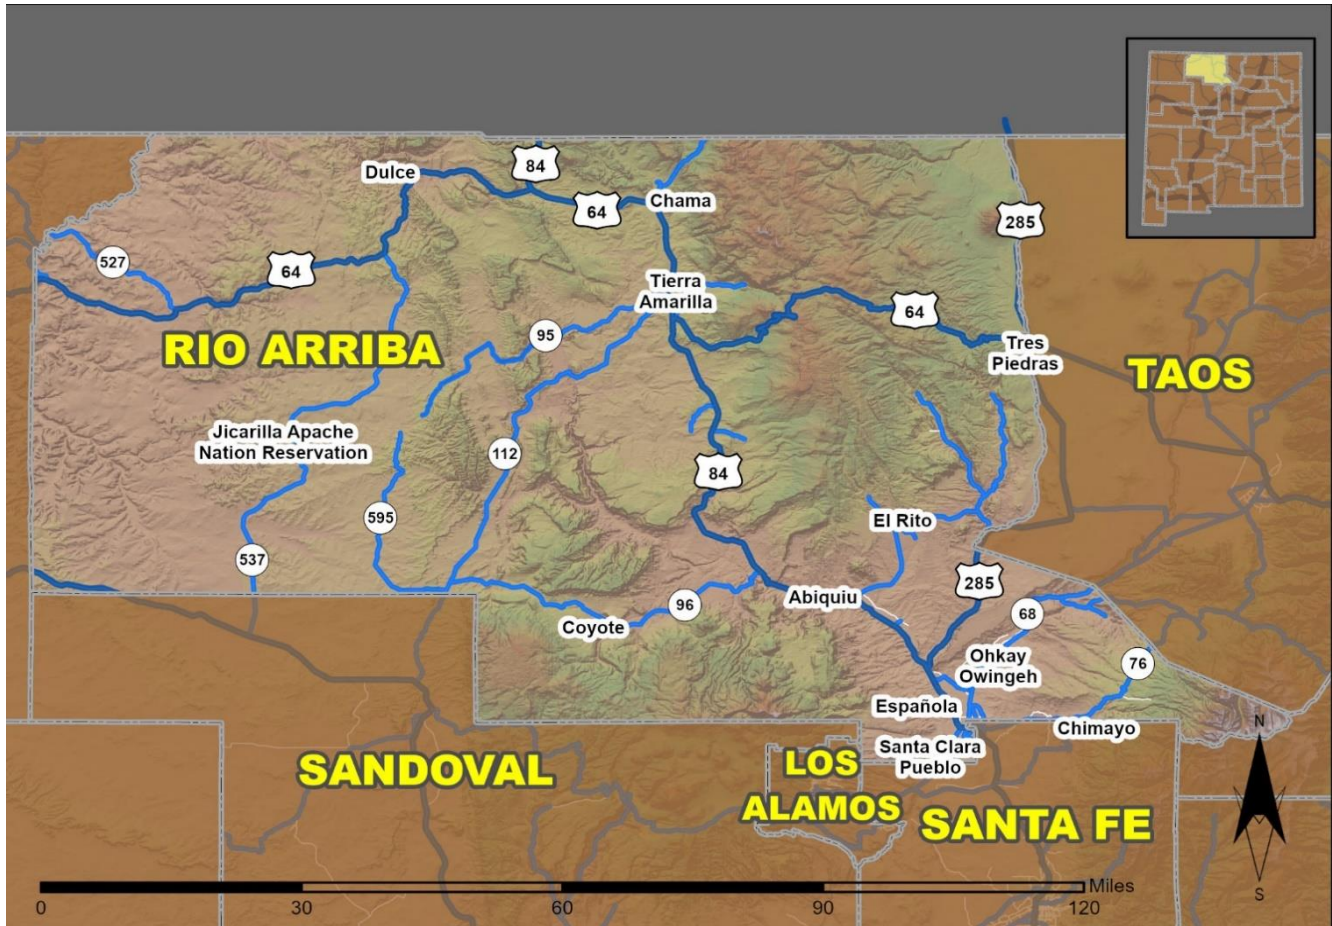 84
Dulce
64
Chama
285
527
64
Tierra
Amarilla
64
95
RIO ARRIBA
Tres
Piedras
TAOS
Jicarilla Apache
Nation Reservation
112
84
595
El Rito
537
285
Abiquiu
96
68
Coyote
Ohkay
Owingeh
76
Española
Chimayo
N
Santa Clara
Pueblo
SANDOVAL
LOS
ALAMOS
SANTA FE
Miles
S
0
30
60
90
120